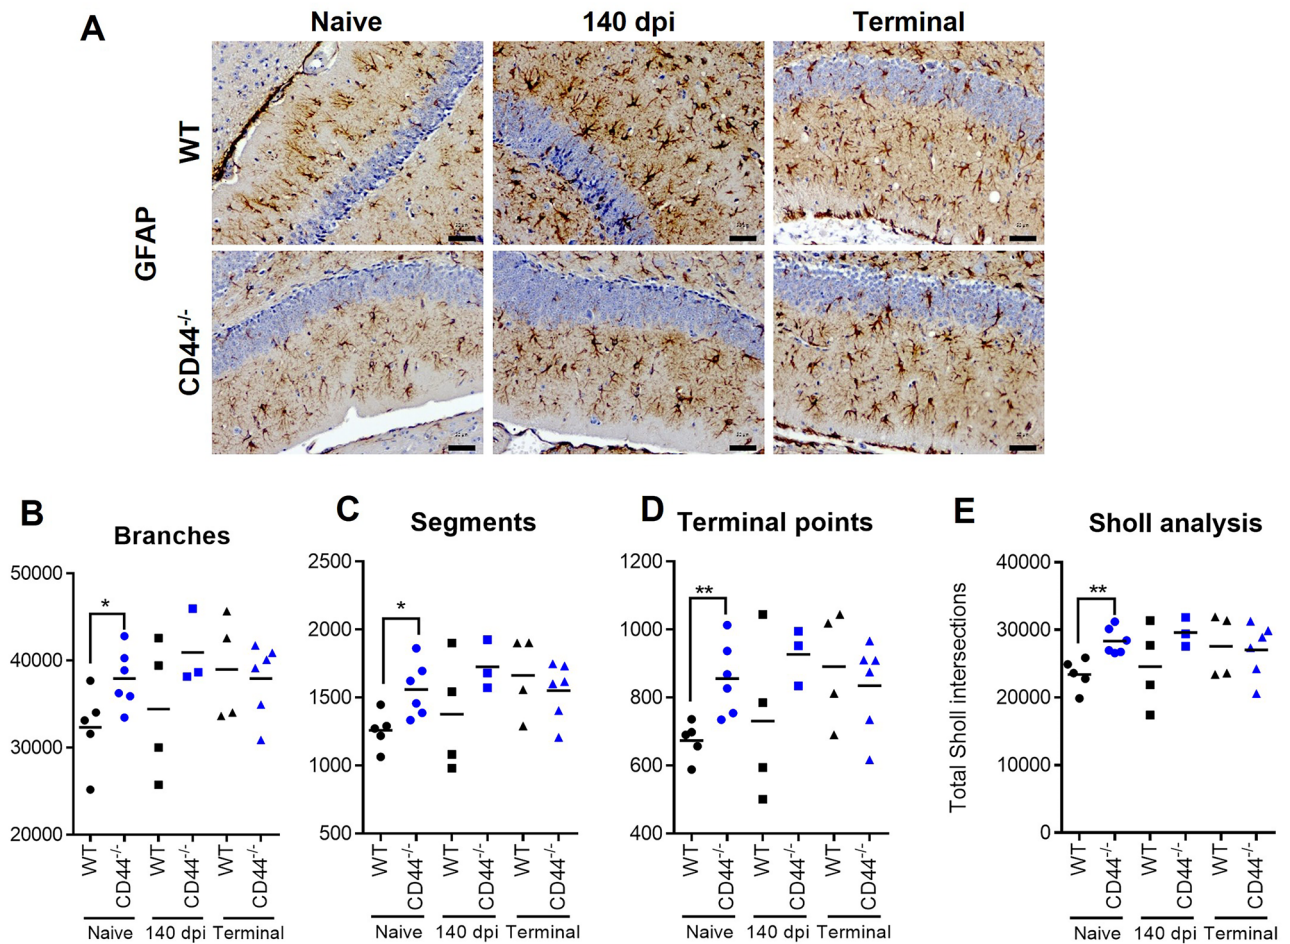 A
Naive
140 dpi
Terminal
GFAP
WT
CD44-/-
B
Branches
50000
40000
30000
20000
*
WT
CD44-/-
WT
CD44-/-
WT
CD44-/-
Naive
140 dpi
Terminal
C
Segments
2500
2000
1500
1000
500
*
WT
CD44-/-
WT
CD44-/-
WT
CD44-/-
Naive
140 dpi
Terminal
D
Terminal points
1200
1000
800
600
400
**
WT
CD44-/-
WT
CD44-/-
WT
CD44-/-
Naive
140 dpi
Terminal
E
Sholl analysis
Total Sholl intersections
40000
30000
20000
10000
0
**
WT
CD44-/-
WT
CD44-/-
WT
CD44-/-
Naive
140 dpi
Terminal